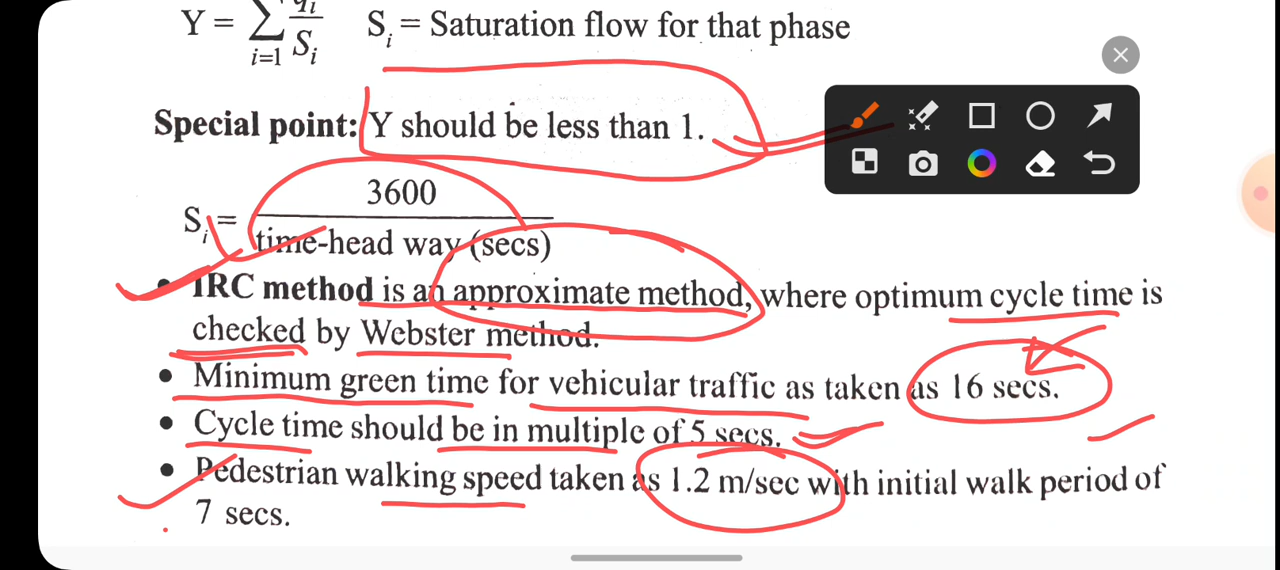 Y = ∑ i=1 qi/Si Si = Saturation flow for that phase
Special point: Y should be less than 1.
Si = 3600 / time-head way (secs)
• IRC method is an approximate method, where optimum cycle time is
checked by Webster method.
• Minimum green time for vehicular traffic as taken as 16 secs.
• Cycle time should be in multiple of 5 secs.
• Pedestrian walking speed taken as 1.2 m/sec with initial walk period of
7 secs.